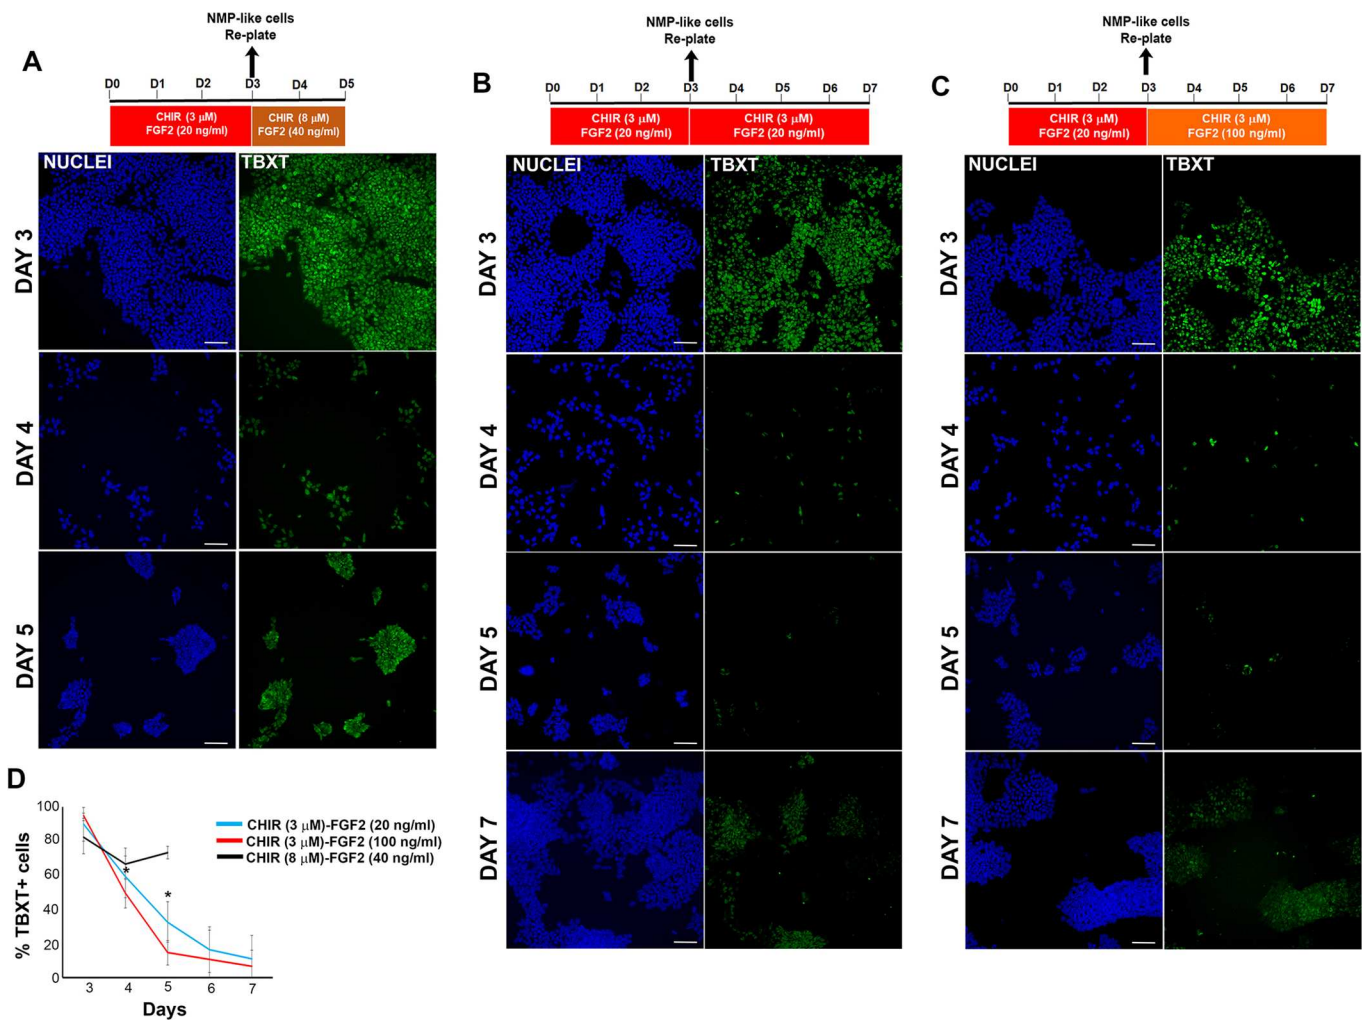 A
NMP-like cells
Re-plate
D0 D1 D2 D3 D4 D5
CHIR (3 μM)
FGF2 (20 ng/ml)
CHIR (8 μM)
FGF2 (40 ng/ml)
NUCLEI TBXT
DAY 3
DAY 4
DAY 5
B
NMP-like cells
Re-plate
D0 D1 D2 D3 D4 D5 D6 D7
CHIR (3 μM)
FGF2 (20 ng/ml)
CHIR (3 μM)
FGF2 (20 ng/ml)
NUCLEI TBXT
DAY 3
DAY 4
DAY 5
DAY 7
C
NMP-like cells
Re-plate
D0 D1 D2 D3 D4 D5 D6 D7
CHIR (3 μM)
FGF2 (20 ng/ml)
CHIR (3 μM)
FGF2 (100 ng/ml)
NUCLEI TBXT
DAY 3
DAY 4
DAY 5
DAY 7
D
% TBXT+ cells
100
80
60
40
20
0
3 4 5 6 7
Days
* *
CHIR (3 μM)-FGF2 (20 ng/ml)
CHIR (3 μM)-FGF2 (100 ng/ml)
CHIR (8 μM)-FGF2 (40 ng/ml)